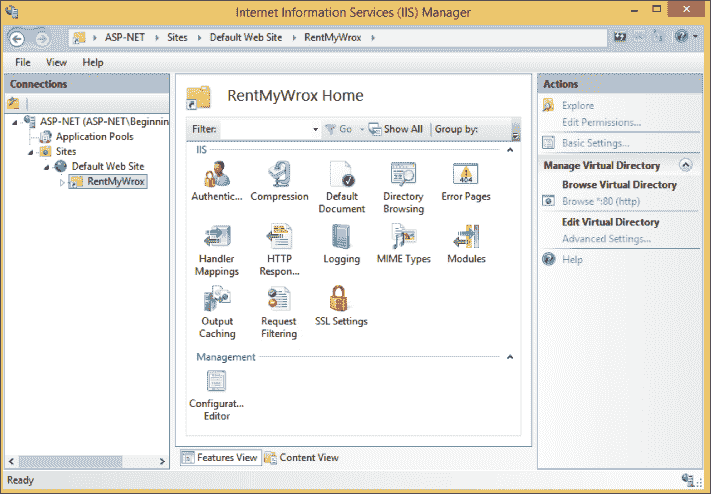 Internet Information Services (IIS) Manager
ASP-NET Sites Default Web Site RentMyWrox
File View Help
Connections
ASP-NET (ASP-NET\Beginnin
Application Pools
Sites
Default Web Site
RentMyWrox
RentMyWrox Home
Filter: Go Show All Group by:
IIS
Authentic... Compression Default Document Directory Browsing Error Pages
404
Handler Mappings HTTP Respon... Logging MIME Types Modules
Output Caching Request Filtering SSL Settings
Management
Configurat... Editor
Features View Content View
Actions
Explore
Edit Permissions...
Basic Settings...
Manage Virtual Directory
Browse Virtual Directory
Browse *:80 (http)
Edit Virtual Directory
Advanced Settings...
Help
Ready